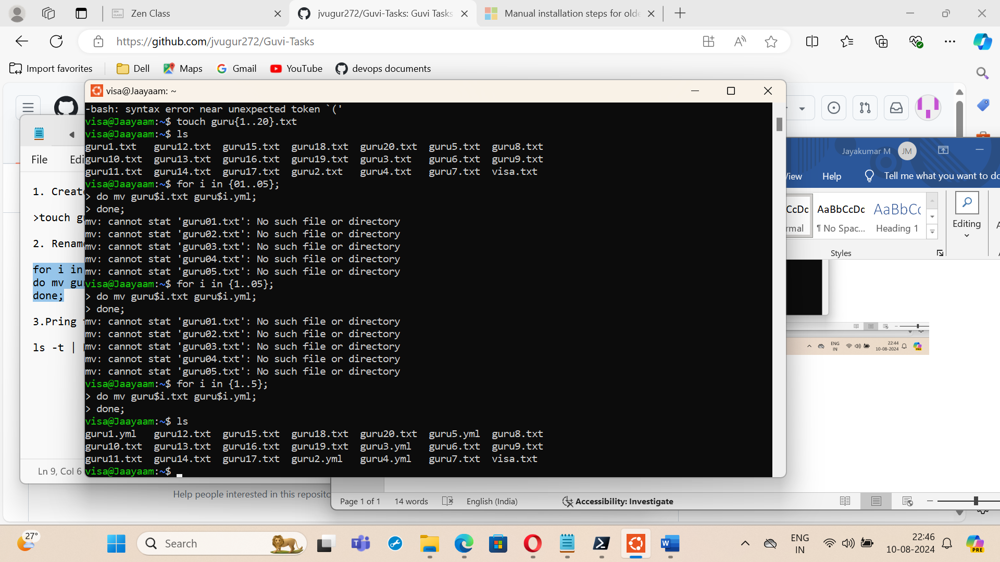 Zen Class
jvugur272/Guvi-Tasks: Guvi Tasks
Manual installation steps for olde
https://github.com/jvugur272/Guvi-Tasks
Import favorites
Dell
Maps
Gmail
YouTube
devops documents
visa@Jaayaam: ~
-bash: syntax error near unexpected token `('
visa@Jaayaam:~$ touch guru{1..20}.txt
visa@Jaayaam:~$ ls
guru1.txt guru12.txt guru15.txt guru18.txt guru20.txt guru5.txt guru8.txt
guru10.txt guru13.txt guru16.txt guru19.txt guru3.txt guru6.txt guru9.txt
guru11.txt guru14.txt guru17.txt guru2.txt guru4.txt guru7.txt visa.txt
visa@Jaayaam:~$ for i in {01..05};
> do mv guru$i.txt guru$i.yml;
> done;
mv: cannot stat 'guru01.txt': No such file or directory
mv: cannot stat 'guru02.txt': No such file or directory
mv: cannot stat 'guru03.txt': No such file or directory
mv: cannot stat 'guru04.txt': No such file or directory
mv: cannot stat 'guru05.txt': No such file or directory
visa@Jaayaam:~$ for i in {1..05};
> do mv guru$i.txt guru$i.yml;
> done;
mv: cannot stat 'guru01.txt': No such file or directory
mv: cannot stat 'guru02.txt': No such file or directory
mv: cannot stat 'guru03.txt': No such file or directory
mv: cannot stat 'guru04.txt': No such file or directory
mv: cannot stat 'guru05.txt': No such file or directory
visa@Jaayaam:~$ for i in {1..5};
> do mv guru$i.txt guru$i.yml;
> done;
visa@Jaayaam:~$ ls
guru1.yml guru12.txt guru15.txt guru18.txt guru20.txt guru5.yml guru8.txt
guru10.txt guru13.txt guru16.txt guru19.txt guru3.yml guru6.txt guru9.txt
guru11.txt guru14.txt guru17.txt guru2.yml guru4.yml guru7.txt visa.txt
visa@Jaayaam:~$
File
Edi
1. Create
>touch g
2. Renam
for i in
do mv gu
done;
3.Pring
ls -t |
Ln 9, Col 6
Help people interested in this reposito
Jayakumar M
JM
View
Help
Tell me what you want to do
CcDc
AaBbCcDc
AaBbCc
rmal
¶ No Spac...
Heading 1
Editing
Styles
ENG
IN
22:44
10-08-2024
Page 1 of 1
14 words
English (India)
Accessibility: Investigate
27°
Search
ENG
IN
22:46
10-08-2024
PRE